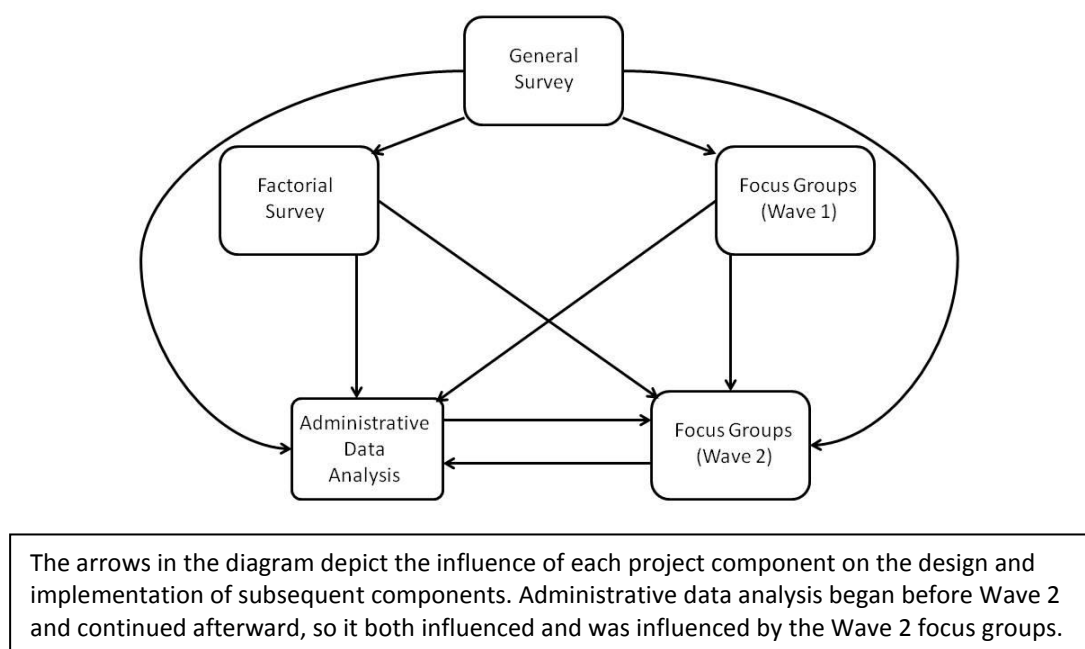 General
Survey
Factorial
Survey
Focus Groups
(Wave 1)
Administrative
Data
Analysis
Focus Groups
(Wave 2)
The arrows in the diagram depict the influence of each project component on the design and
implementation of subsequent components. Administrative data analysis began before Wave 2
and continued afterward, so it both influenced and was influenced by the Wave 2 focus groups.